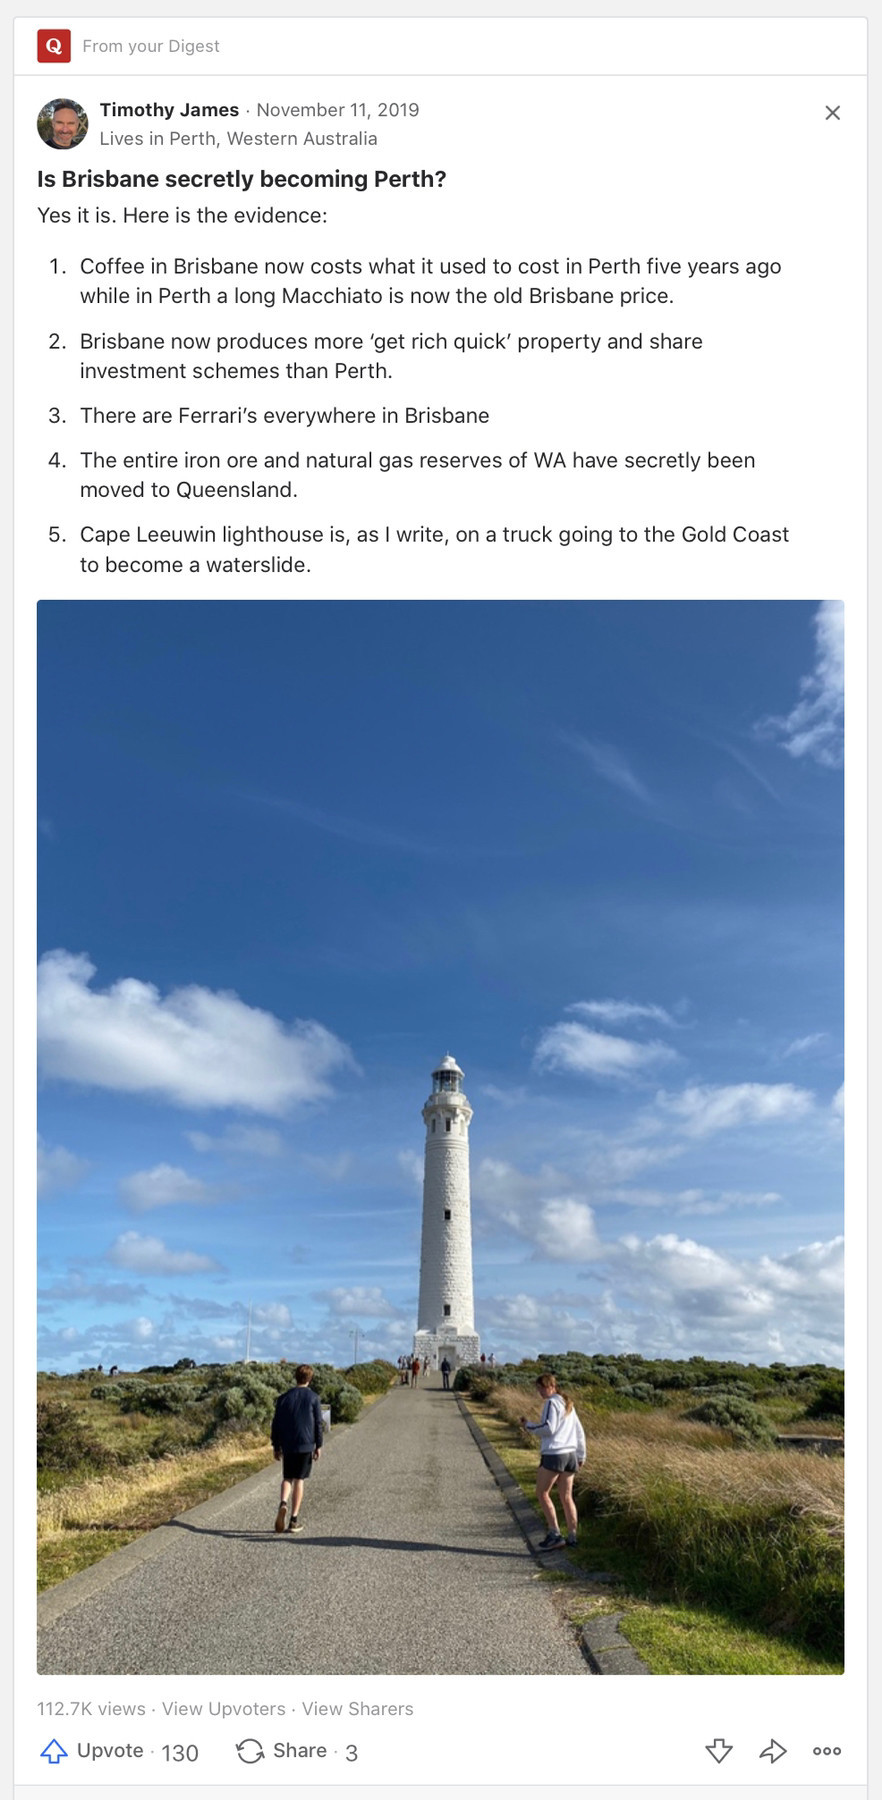 Q From your Digest
Timothy James · November 11, 2019
Lives in Perth, Western Australia
Is Brisbane secretly becoming Perth?
Yes it is. Here is the evidence:
1. Coffee in Brisbane now costs what it used to cost in Perth five years ago
while in Perth a long Macchiato is now the old Brisbane price.
2. Brisbane now produces more ‘get rich quick’ property and share
investment schemes than Perth.
3. There are Ferrari’s everywhere in Brisbane
4. The entire iron ore and natural gas reserves of WA have secretly been
moved to Queensland.
5. Cape Leeuwin lighthouse is, as I write, on a truck going to the Gold Coast
to become a waterslide.
112.7K views · View Upvoters · View Sharers
Upvote · 130 Share · 3